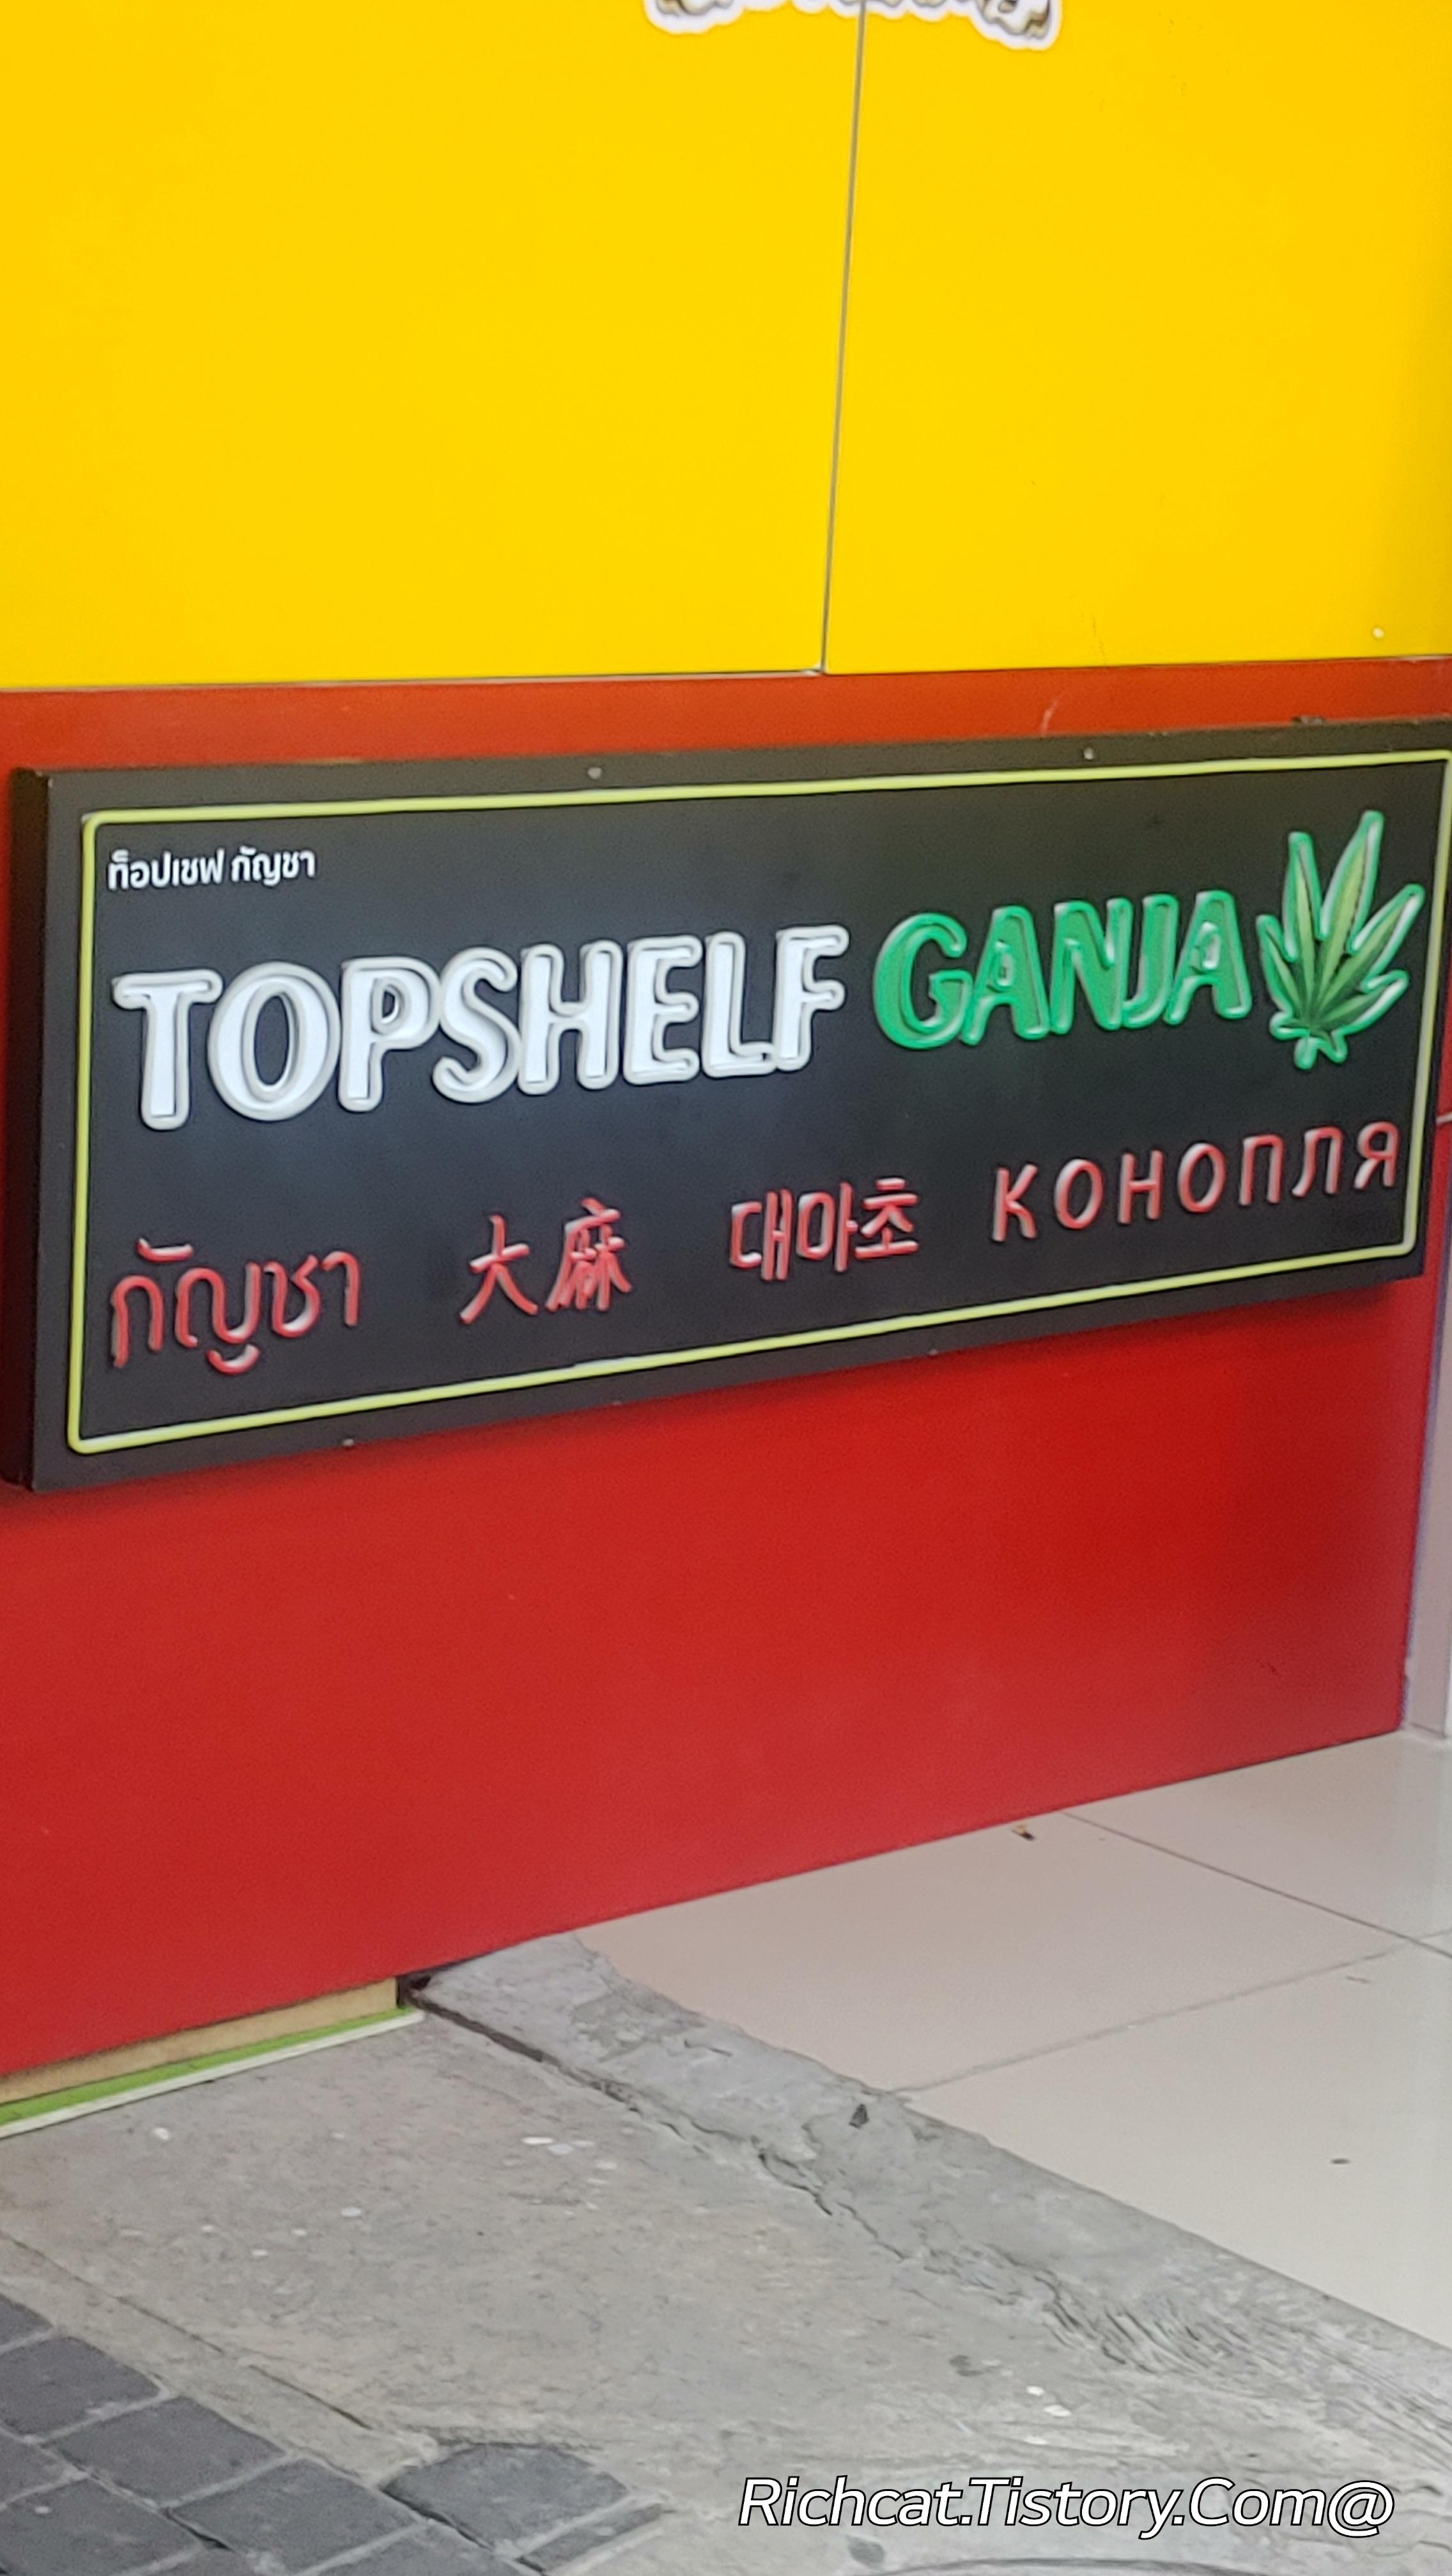 ท็อปเชฟ กัญชา
TOPSHELF GANJA
กัญชา 大麻 대마초 КОНОПЛЯ
Richcat.Tistory.Com@